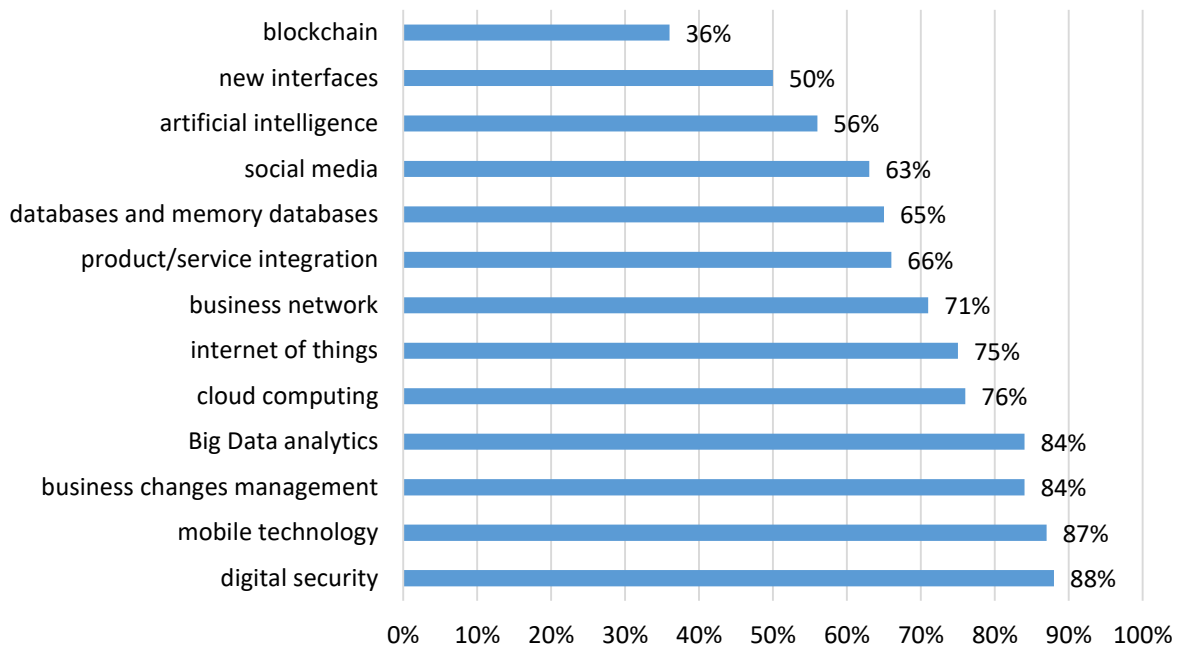 blockchain 36%
new interfaces 50%
artificial intelligence 56%
social media 63%
databases and memory databases 65%
product/service integration 66%
business network 71%
internet of things 75%
cloud computing 76%
Big Data analytics 84%
business changes management 84%
mobile technology 87%
digital security 88%
0% 10% 20% 30% 40% 50% 60% 70% 80% 90% 100%